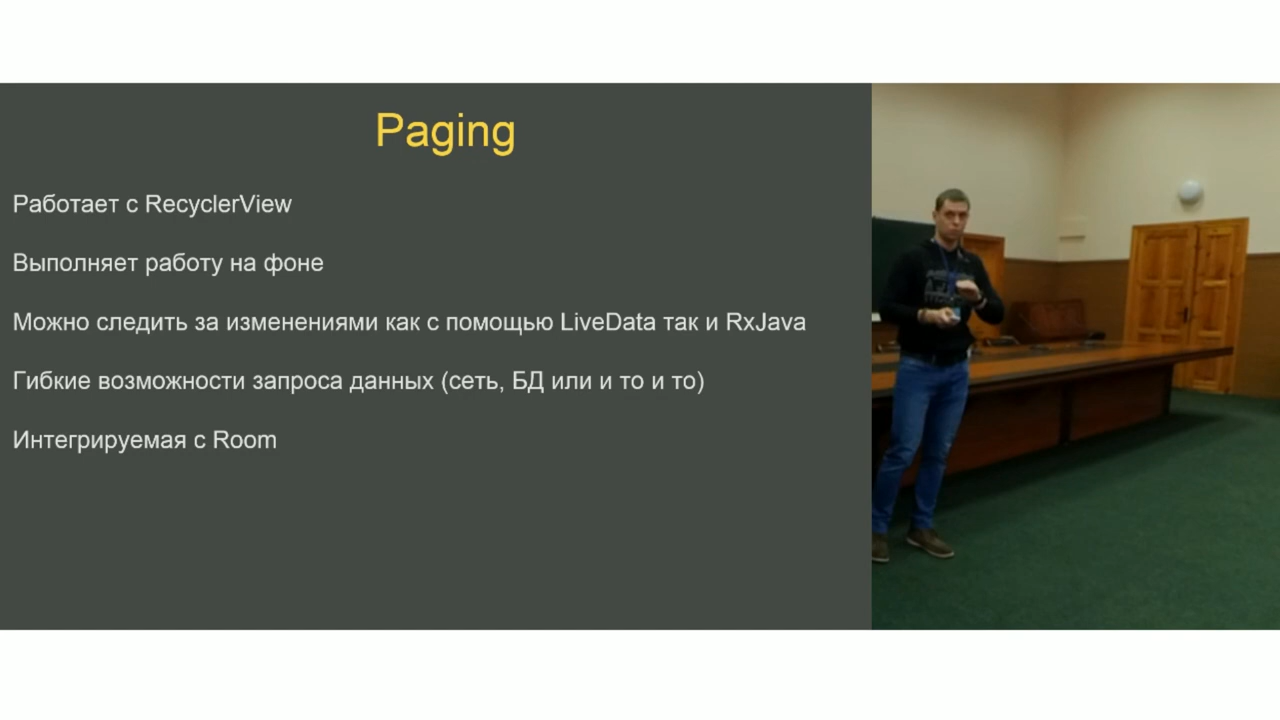 Paging
Работает с RecyclerView
Выполняет работу на фоне
Можно следить за изменениями как с помощью LiveData так и RxJava
Гибкие возможности запроса данных (сеть, БД или и то и то)
Интегрируемая с Room